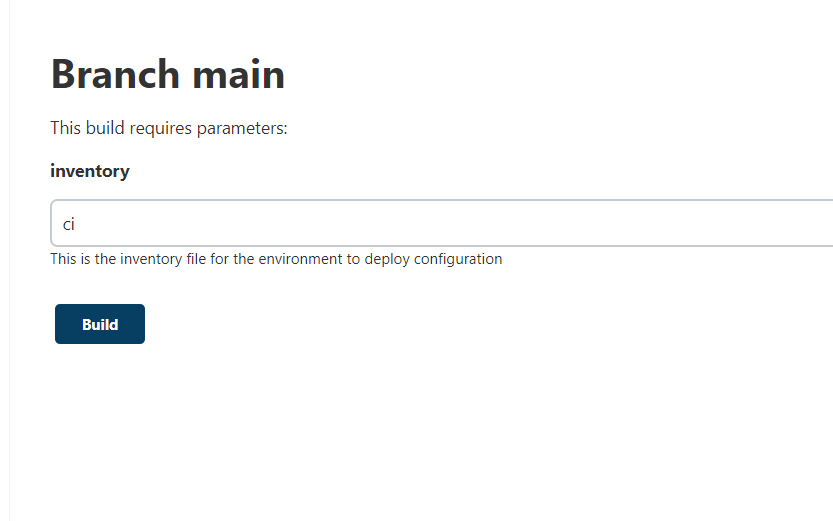 Branch main
This build requires parameters:
inventory
ci
This is the inventory file for the environment to deploy configuration
Build